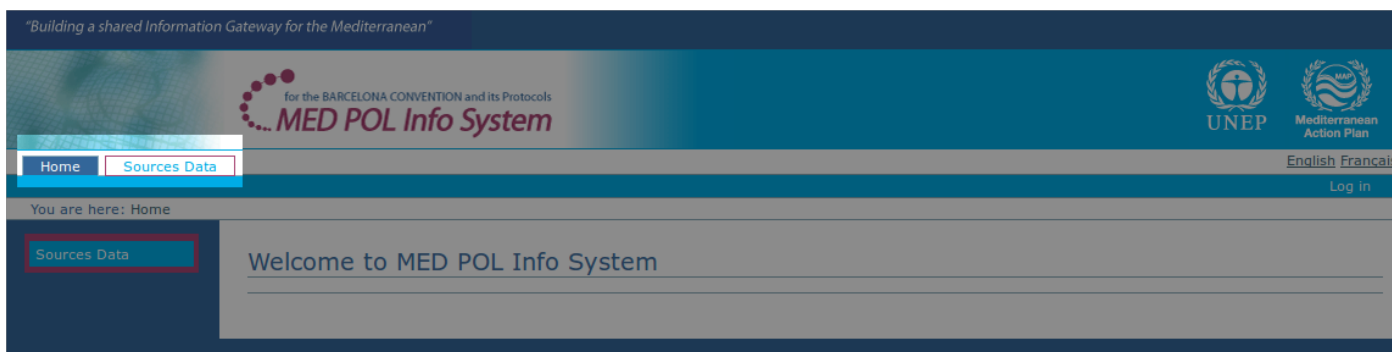 "Building a shared Information Gateway for the Mediterranean"
for the BARCELONA CONVENTION and its Protocols
MED POL Info System
UNEP
MAP
Mediterranean
Action Plan
Home Sources Data
English Françai
Log in
You are here: Home
Sources Data
Welcome to MED POL Info System